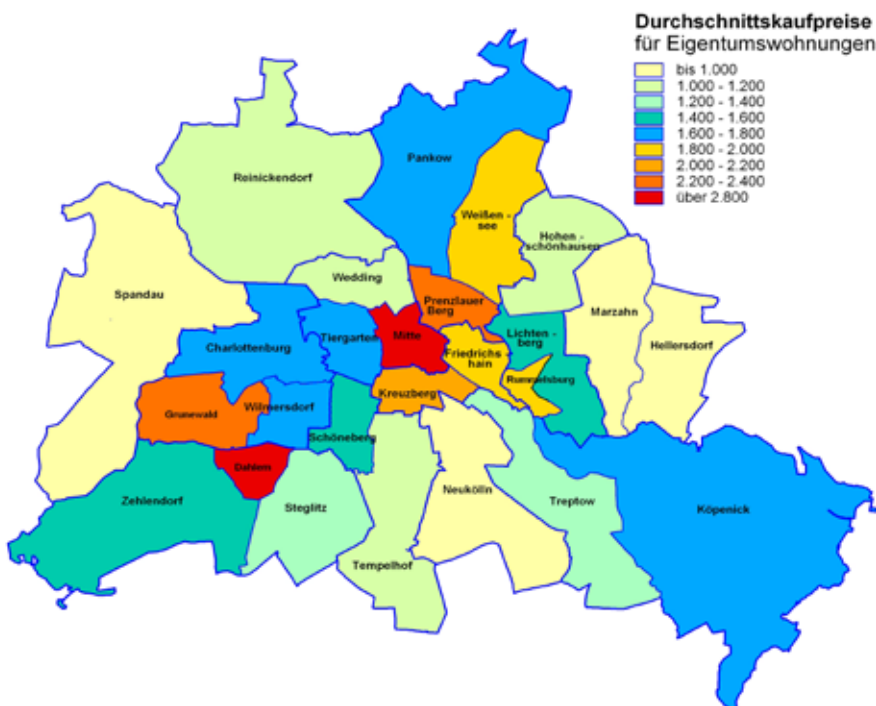 Durchschnittskaufpreise
für Eigentumswohnungen
bis 1.000
1.000 - 1.200
1.200 - 1.400
1.400 - 1.600
1.600 - 1.800
1.800 - 2.000
2.000 - 2.200
2.200 - 2.400
über 2.800
Pankow
Reinickendorf
Weißen -
see
Hohen -
schönhausen
Wedding
Spandau
Prenzlauer
Berg
Marzahn
Tiergarten
Mitte
Lichten -
berg
Hellersdorf
Charlottenburg
Friedrichs -
hain
Rummelsburg
Kreuzberg
Grunewald
Wilmersdorf
Schöneberg
Dahlem
Neukölln
Zehlendorf
Steglitz
Treptow
Köpenick
Tempelhof